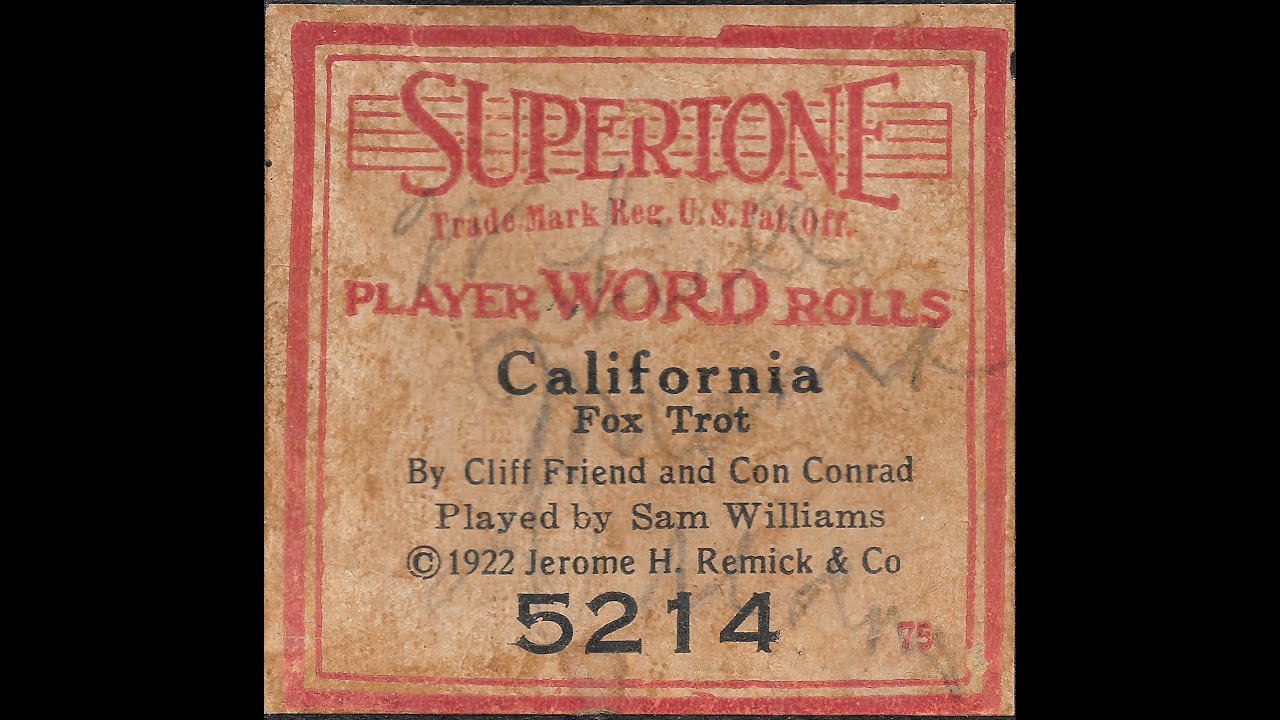 SUPERTONE
Trade Mark Reg. U.S. Pat. Off.
PLAYER WORD ROLLS
California
Fox Trot
By Cliff Friend and Con Conrad
Played by Sam Williams
©1922 Jerome H. Remick & Co
5214
75